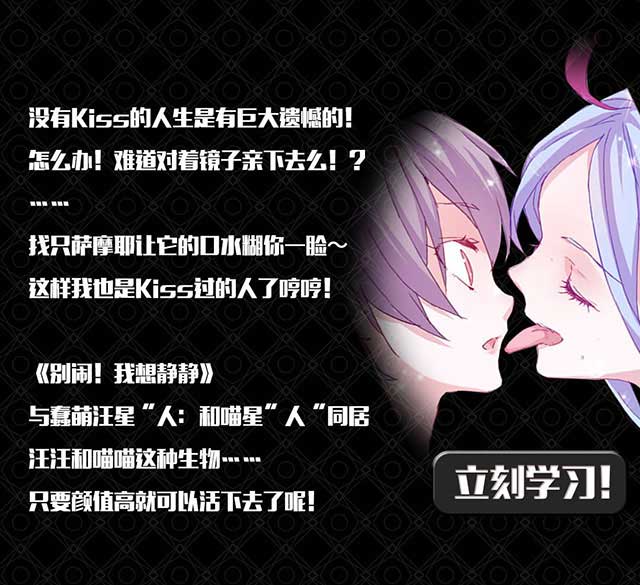 没有Kiss的人生是有巨大遗憾的！
怎么办！难道对着镜子亲下去么！？
……
找只萨摩耶让它的口水糊你一脸～
这样我也是Kiss过的人了哼哼！
《别闹！我想静静》
与蠢萌汪星"人：和喵星"人"同居
汪汪和喵喵这种生物……
只要颜值高就可以活下去了呢！
立刻学习！